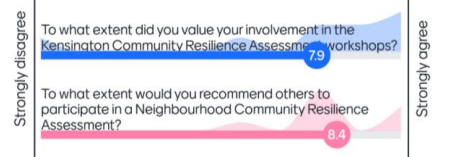 Strongly disagree
To what extent did you value your involvement in the
Kensington Community Resilience Assessment workshops?
7.9
To what extent would you recommend others to
participate in a Neighbourhood Community Resilience
Assessment?
8.4
Strongly agree